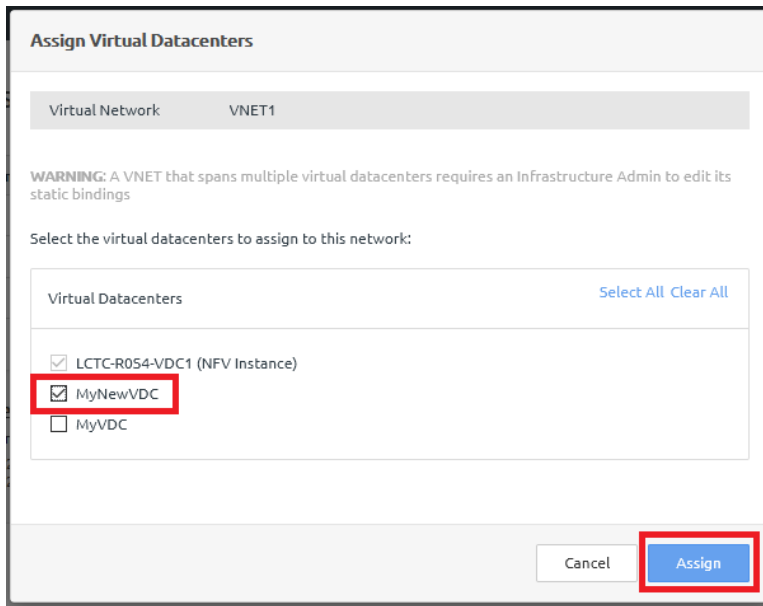 Assign Virtual Datacenters
Virtual Network VNET1
WARNING: A VNET that spans multiple virtual datacenters requires an Infrastructure Admin to edit its
static bindings
Select the virtual datacenters to assign to this network:
Virtual Datacenters Select All Clear All
LCTC-R054-VDC1 (NFV Instance)
MyNewVDC
MyVDC
Cancel Assign